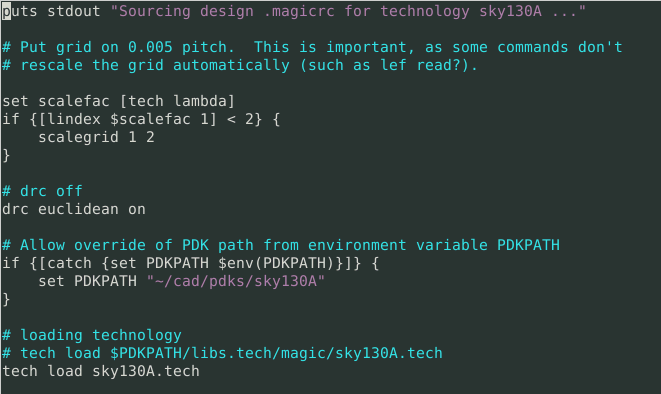 puts stdout "Sourcing design .magicrc for technology sky130A ..."
# Put grid on 0.005 pitch.  This is important, as some commands don't
# rescale the grid automatically (such as lef read?).
set scalefac [tech lambda]
if {[lindex $scalefac 1] < 2} {
    scalegrid 1 2
}
# drc off
drc euclidean on
# Allow override of PDK path from environment variable PDKPATH
if {[catch {set PDKPATH $env(PDKPATH)}]} {
    set PDKPATH "~/cad/pdks/sky130A"
}
# loading technology
# tech load $PDKPATH/libs.tech/magic/sky130A.tech
tech load sky130A.tech